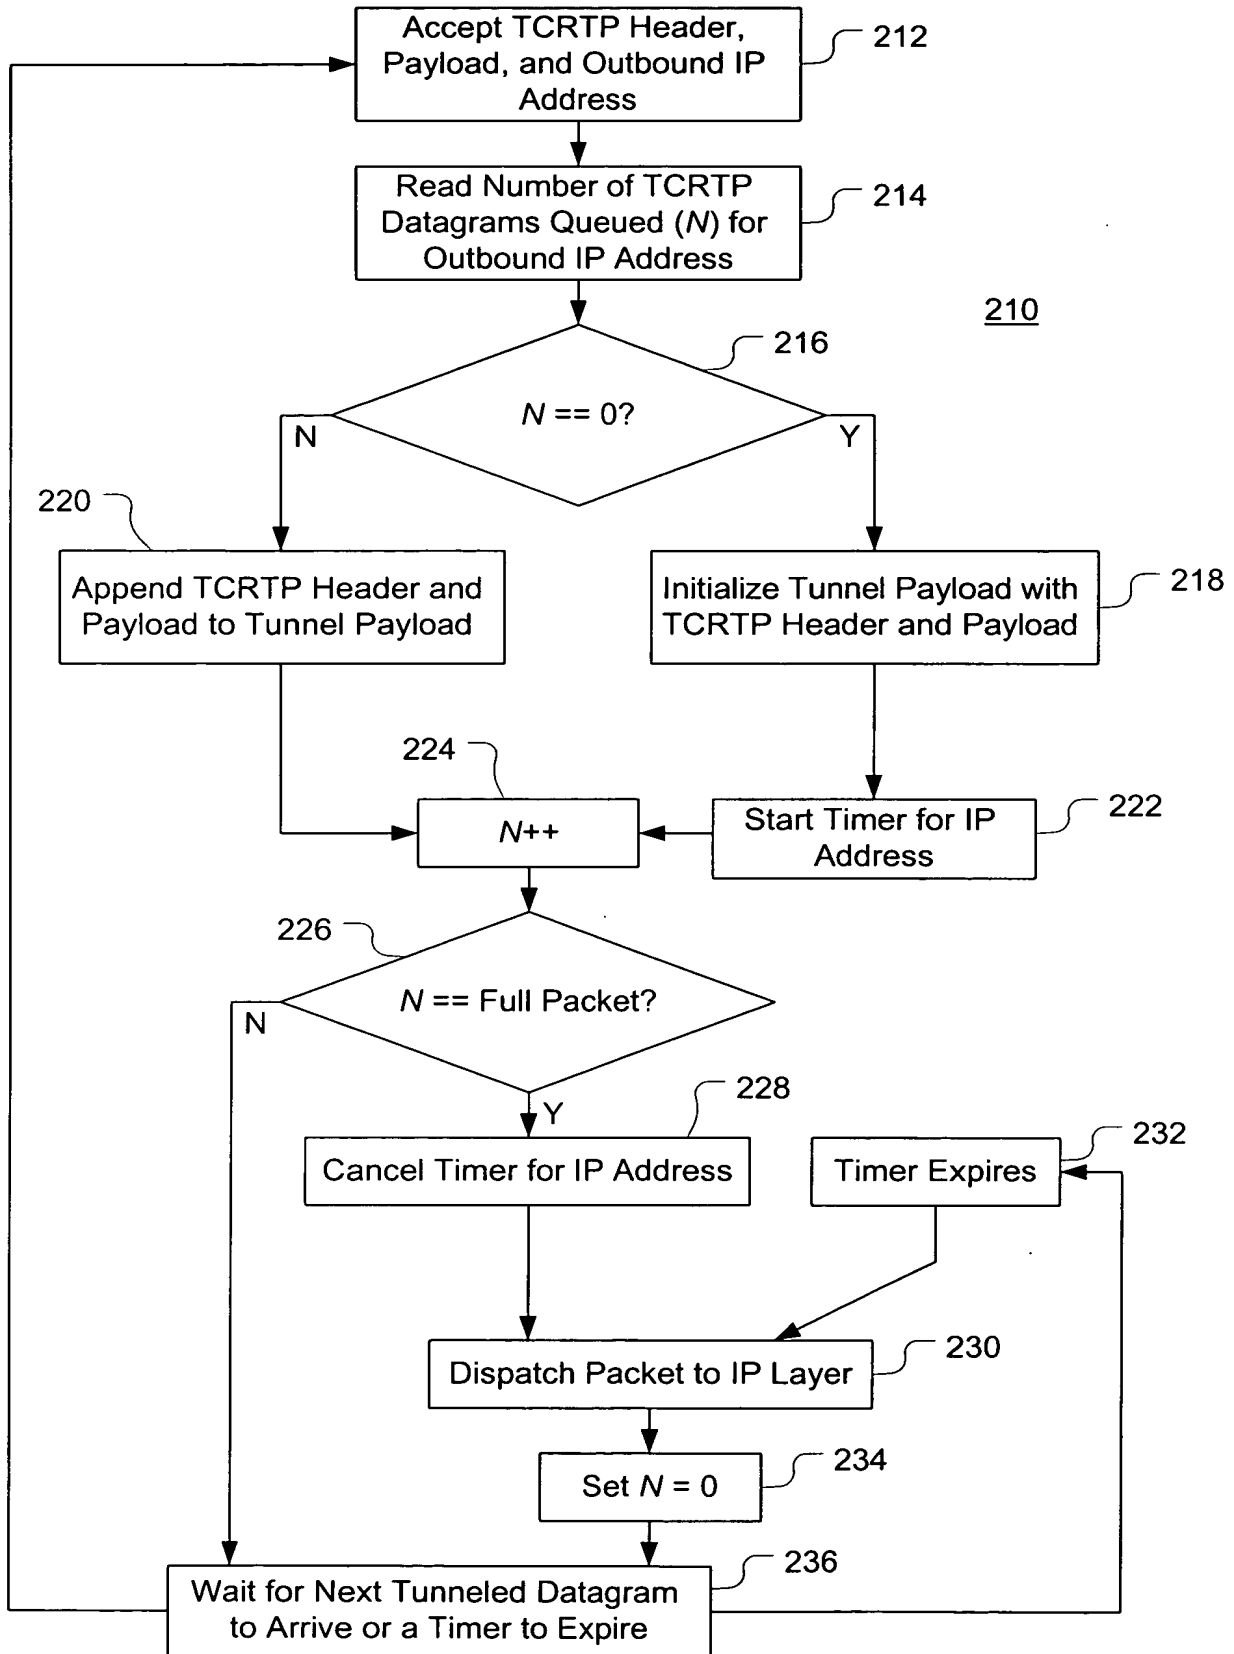 Accept TCRTP Header,
Payload, and Outbound IP
Address
212
Read Number of TCRTP
Datagrams Queued (N) for
Outbound IP Address
214
210
216
N == 0?
N
Y
220
Append TCRTP Header and
Payload to Tunnel Payload
Initialize Tunnel Payload with
TCRTP Header and Payload
218
224
N++
Start Timer for IP
Address
222
226
N == Full Packet?
N
Y
228
Cancel Timer for IP Address
232
Timer Expires
Dispatch Packet to IP Layer
230
Set N = 0
234
236
Wait for Next Tunneled Datagram
to Arrive or a Timer to Expire